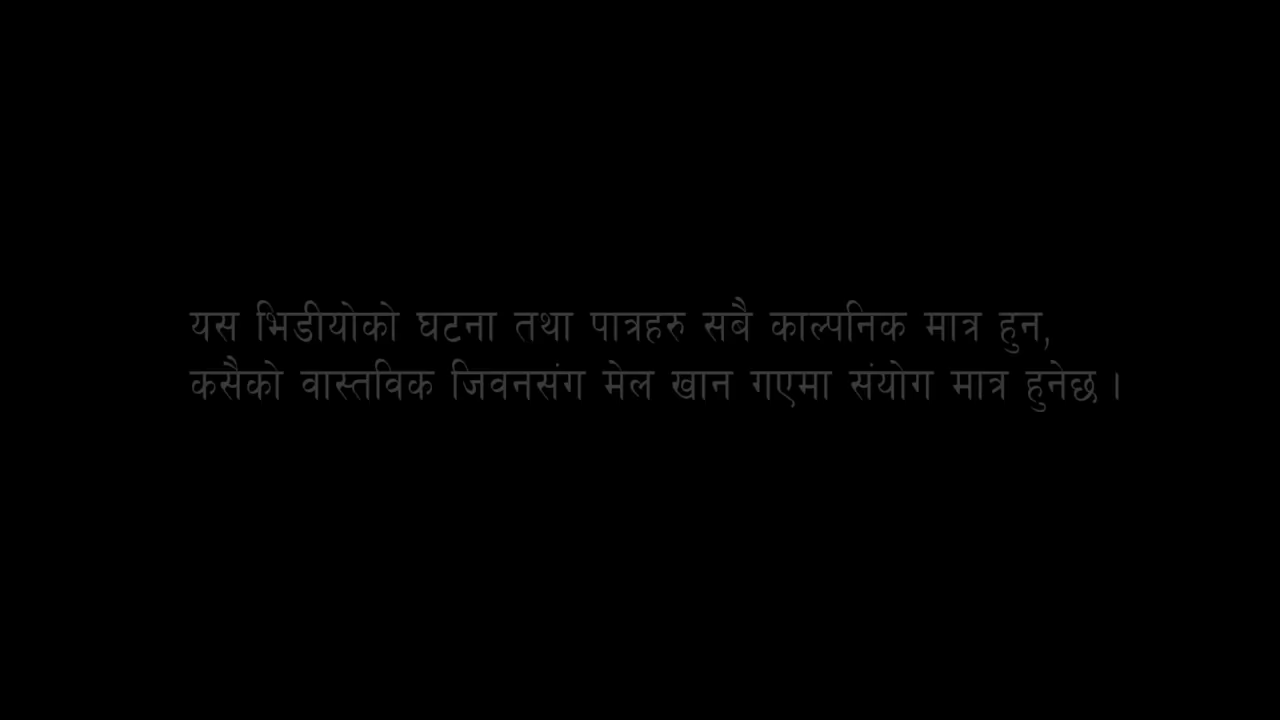 यस भिडीयोको घटना तथा पात्रहरु सबै काल्पनिक मात्र हुन,
कसैको वास्तविक जिवनसंग मेल खान गएमा संयोग मात्र हुनेछ ।